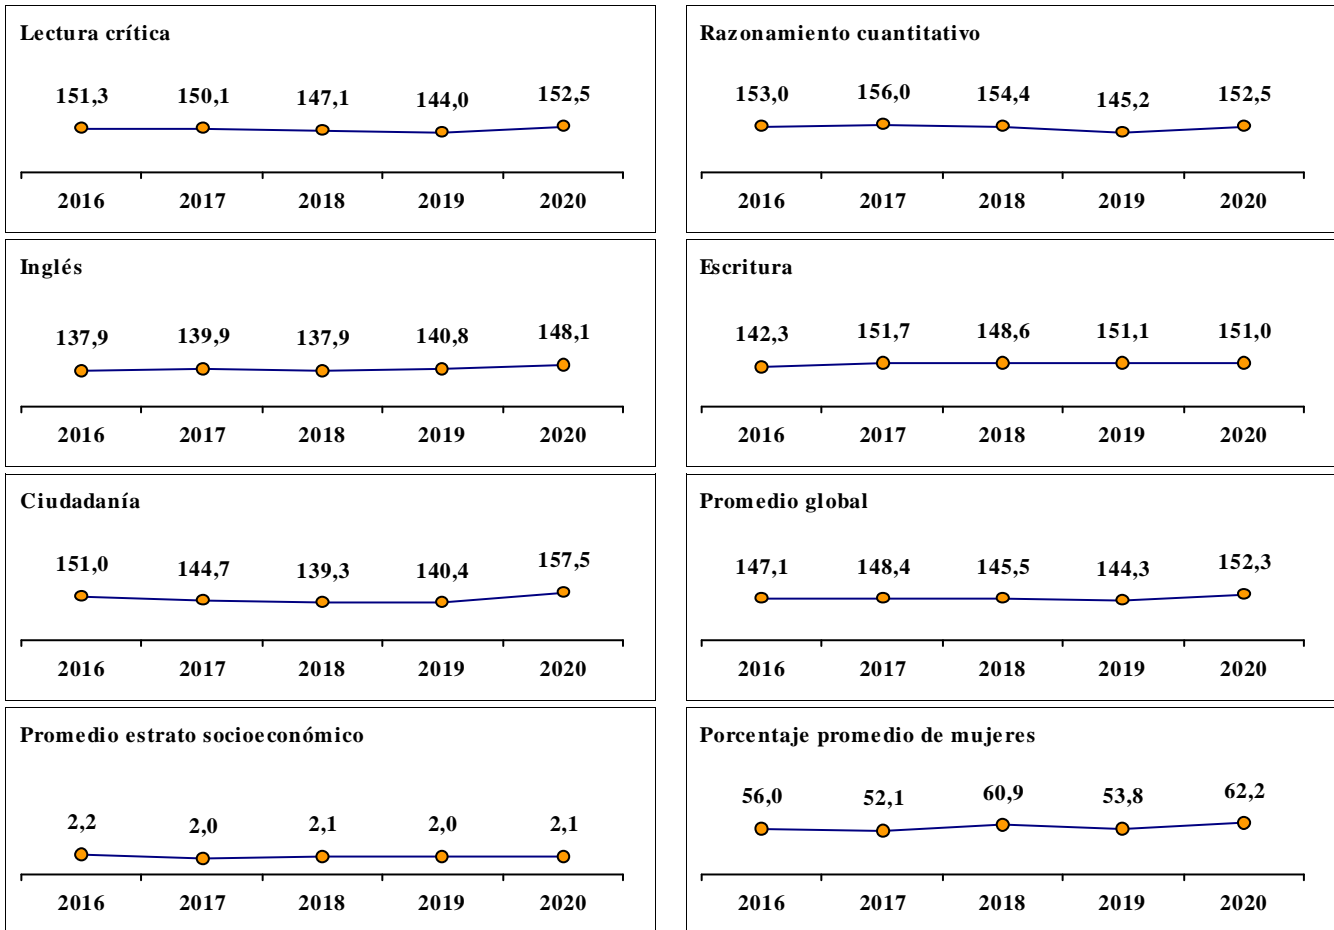 Lectura crítica
151,3 150,1 147,1 144,0 152,5
2016 2017 2018 2019 2020
Razonamiento cuantitativo
153,0 156,0 154,4 145,2 152,5
2016 2017 2018 2019 2020
Inglés
137,9 139,9 137,9 140,8 148,1
2016 2017 2018 2019 2020
Escritura
142,3 151,7 148,6 151,1 151,0
2016 2017 2018 2019 2020
Ciudadanía
151,0 144,7 139,3 140,4 157,5
2016 2017 2018 2019 2020
Promedio global
147,1 148,4 145,5 144,3 152,3
2016 2017 2018 2019 2020
Promedio estrato socioeconómico
2,2 2,0 2,1 2,0 2,1
2016 2017 2018 2019 2020
Porcentaje promedio de mujeres
56,0 52,1 60,9 53,8 62,2
2016 2017 2018 2019 2020